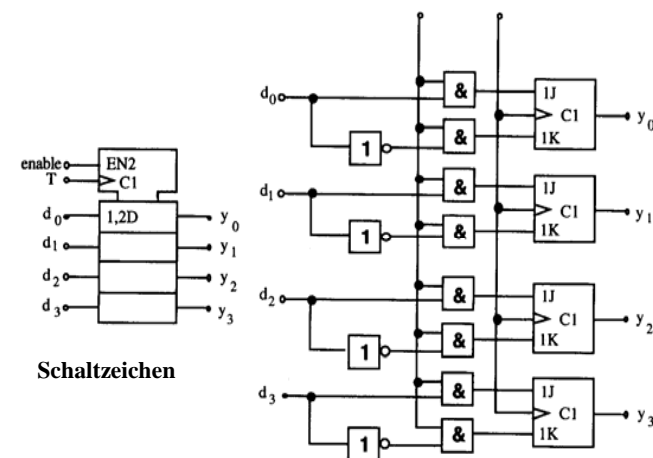 enable EN2
T C1
d0 1,2D y0
d1 y1
d2 y2
d3 y3
Schaltzeichen
d0 & 1J
C1 y0
1 & 1K
d1 & 1J
C1 y1
1 & 1K
d2 & 1J
C1 y2
1 & 1K
d3 & 1J
C1 y3
1 & 1K